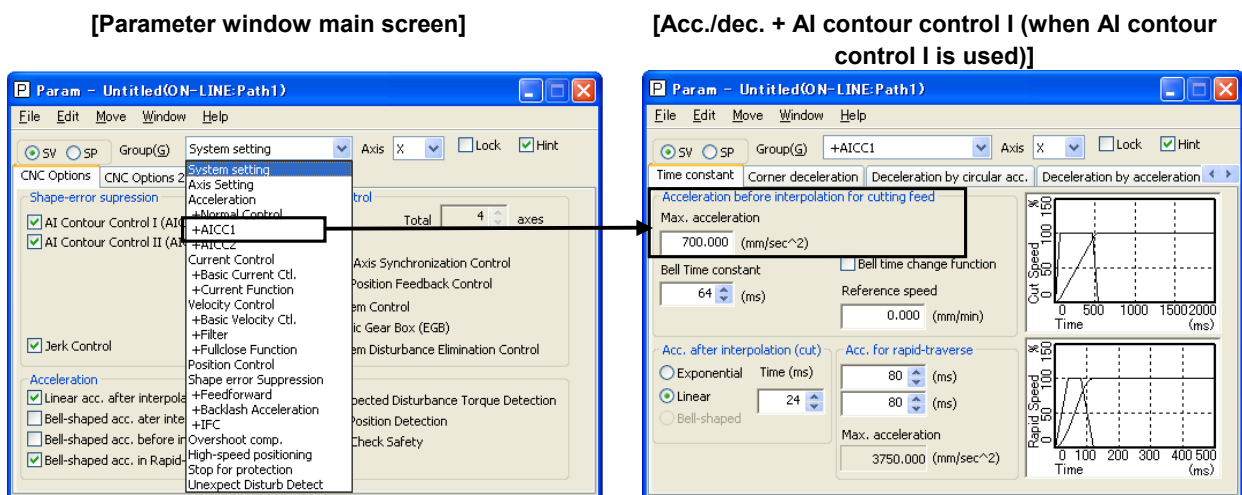 [Parameter window main screen]
[Acc./dec. + AI contour control I (when AI contour
control I is used)]
P Param - Untitled(ON-LINE:Path1)
File Edit Move Window Help
SV SP Group(G) System setting Axis X Lock Hint
CNC Options CNC Options 2
System setting
Axis Setting
Acceleration
+Normal Control
+AICC1
+AICC2
Current Control
+Basic Current Ctl.
+Current Function
Velocity Control
+Basic Velocity Ctl.
+Filter
+Fullclose Function
Position Control
Shape error Suppression
+Feedforward
+Backlash Acceleration
+IFC
Overshoot comp.
High-speed positioning
Stop for protection
Unexpect Disturb Detect
Shape-error supression
AI Contour Control I (AI
AI Contour Control II (AI
Jerk Control
Acceleration
Linear acc. after interpola
Bell-shaped acc. ater inte
Bell-shaped acc. before in
Bell-shaped acc. in Rapid-
trol
Total 4 axes
Axis Synchronization Control
Position Feedback Control
em Control
ic Gear Box (EGB)
em Disturbance Elimination Control
pected Disturbance Torque Detection
Position Detection
Check Safety
P Param - Untitled(ON-LINE:Path1)
File Edit Move Window Help
SV SP Group(G) +AICC1 Axis X Lock Hint
Time constant Corner deceleration Deceleration by circular acc. Deceleration by acceleration
Acceleration before interpolation for cutting feed
Max. acceleration
700.000 (mm/sec^2)
Bell Time constant
64 (ms)
Bell time change function
Reference speed
0.000 (mm/min)
Acc. after interpolation (cut)
Exponential Time (ms)
Linear 24
Bell-shaped
Acc. for rapid-traverse
80 (ms)
80 (ms)
Max. acceleration
3750.000 (mm/sec^2)
%
150
100
50
0
Cut Speed
0 500 1000 1500 2000
Time (ms)
%
150
100
50
0
Rapid Speed
0 100 200 300 400 500
Time (ms)